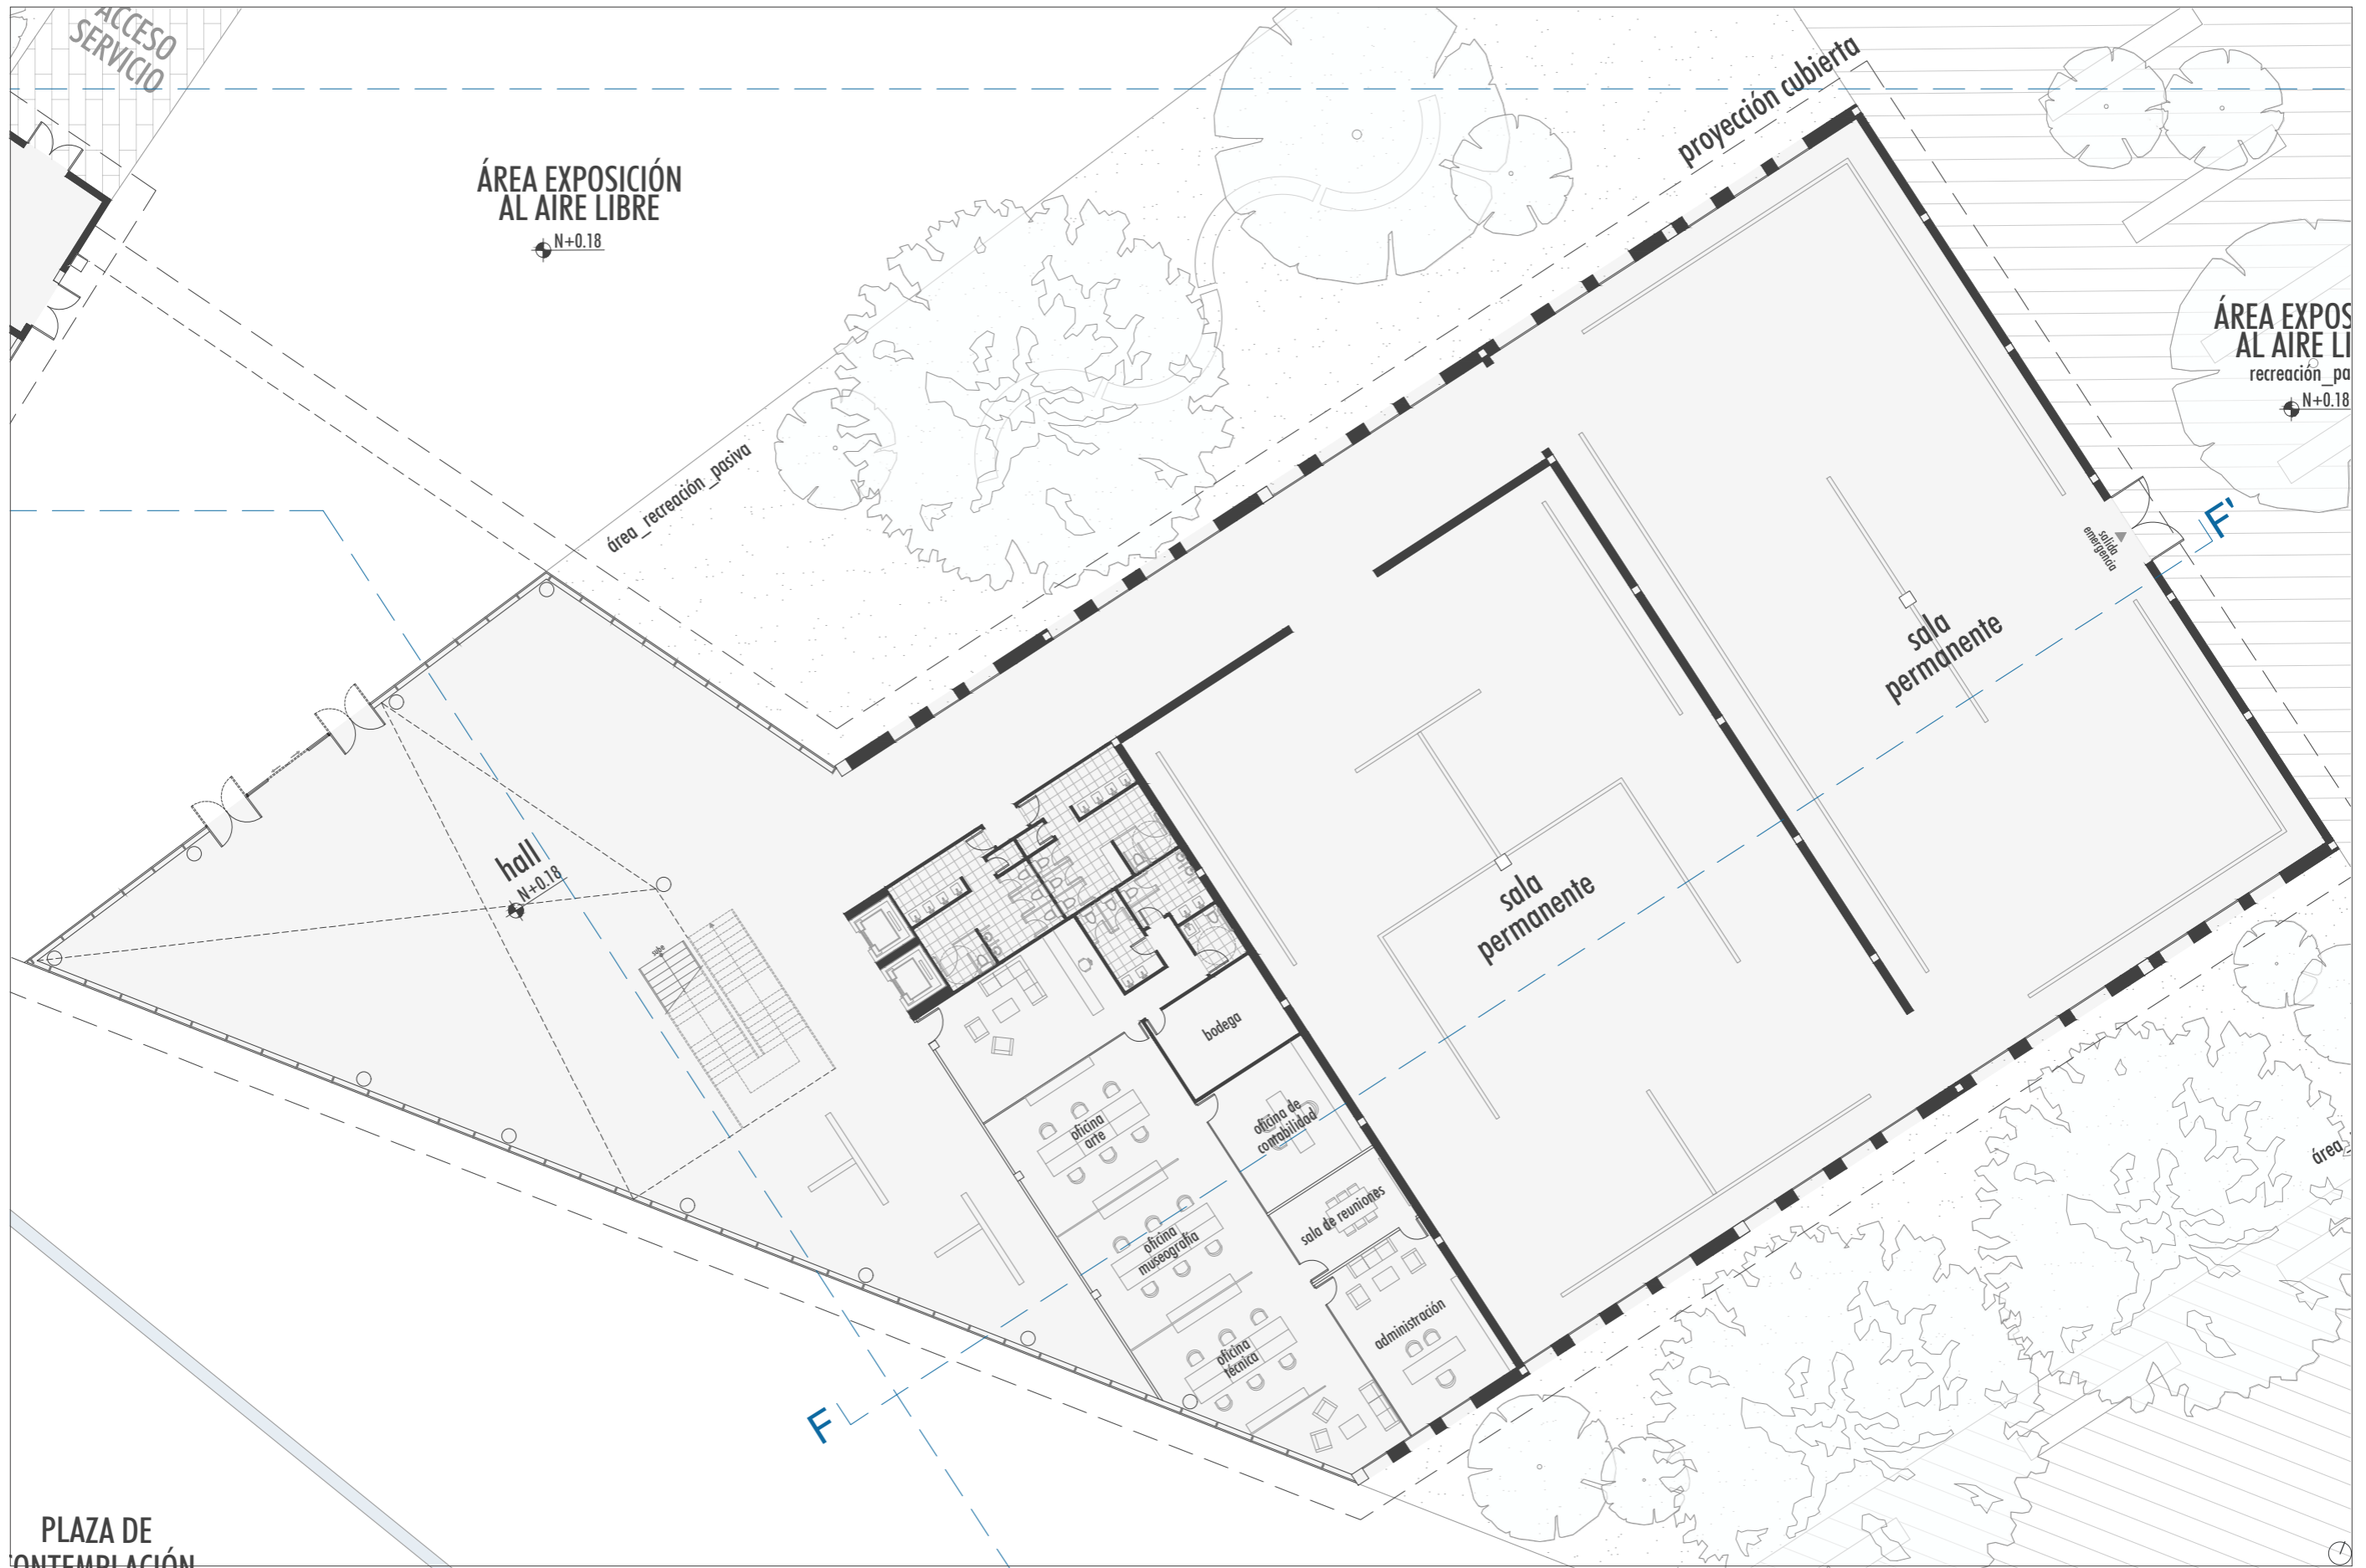 ACCESO
SERVICIO
ÁREA EXPOSICIÓN
AL AIRE LIBRE
N+0.18
proyección cubierta
ÁREA EXPOS
AL AIRE LI
recreación_pa
N+0.18
área_recreación_pasiva
F'
salida
emergencia
sala
permanente
hall
N+0.18
sala
permanente
bodega
oficina
arte
oficina de
contabilidad
área_
oficina
museografía
sala de reuniones
oficina
técnica
administración
F
PLAZA DE
CONTEMPLACIÓN